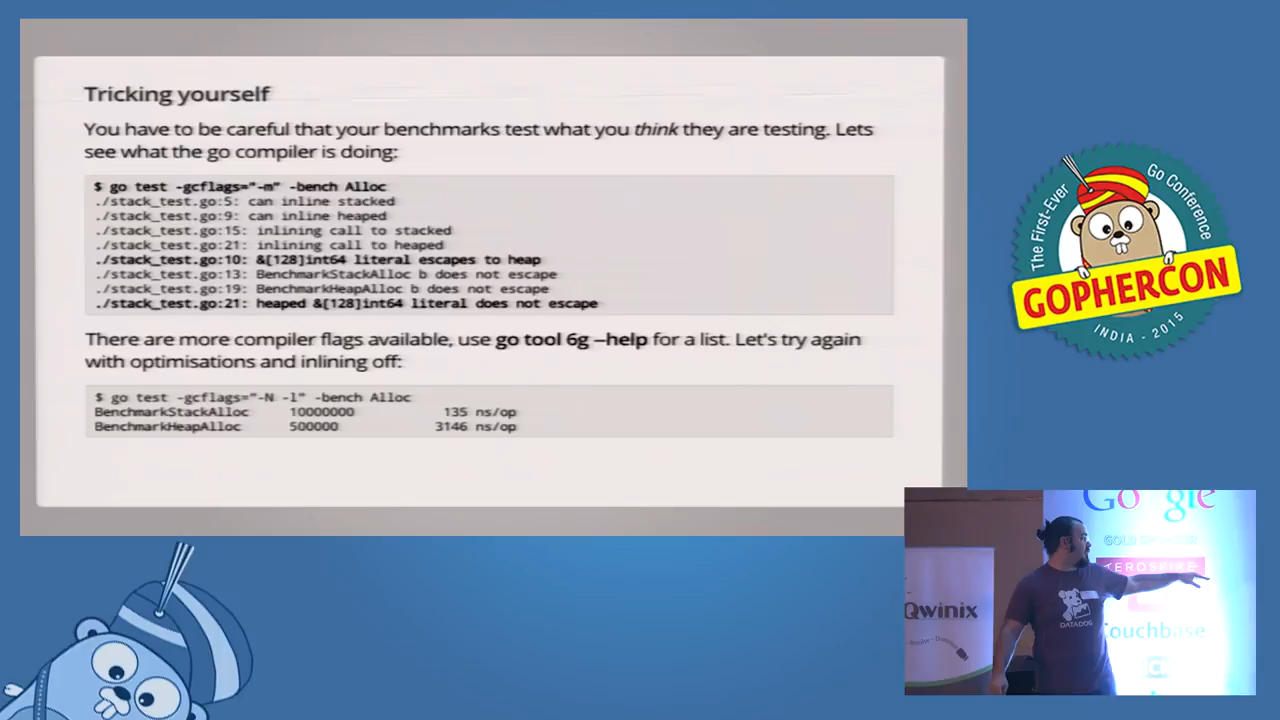 Tricking yourself
You have to be careful that your benchmarks test what you think they are testing. Lets
see what the go compiler is doing:
$ go test -gcflags="-m" -bench Alloc
./stack_test.go:5: can inline stacked
./stack_test.go:9: can inline heaped
./stack_test.go:15: inlining call to stacked
./stack_test.go:21: inlining call to heaped
./stack_test.go:10: &[128]int64 literal escapes to heap
./stack_test.go:13: BenchmarkStackAlloc b does not escape
./stack_test.go:19: BenchmarkHeapAlloc b does not escape
./stack_test.go:21: heaped &[128]int64 literal does not escape
There are more compiler flags available, use go tool 6g –help for a list. Let's try again
with optimisations and inlining off:
$ go test -gcflags="-N -l" -bench Alloc
BenchmarkStackAlloc 10000000 135 ns/op
BenchmarkHeapAlloc 500000 3146 ns/op
The First-Ever Go Conference
GOPHERCON
INDIA - 2015
Google
GOLD
Qwinix
DATADOG